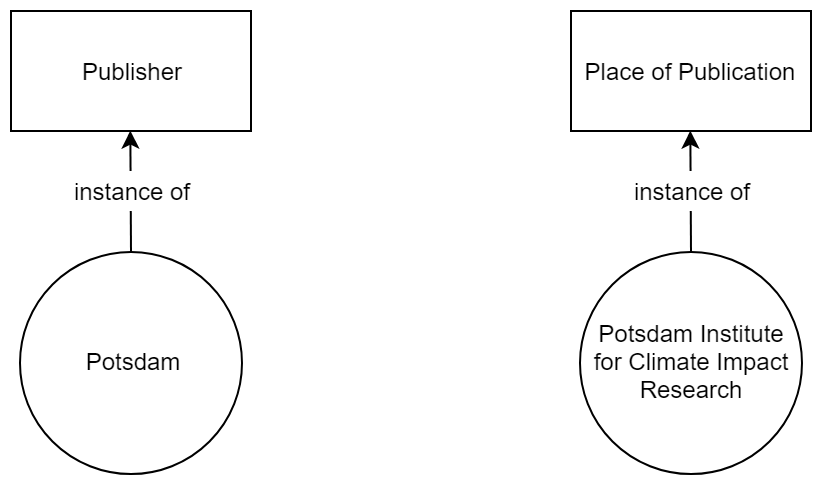 Publisher
Place of Publication
instance of
instance of
Potsdam
Potsdam Institute
for Climate Impact
Research